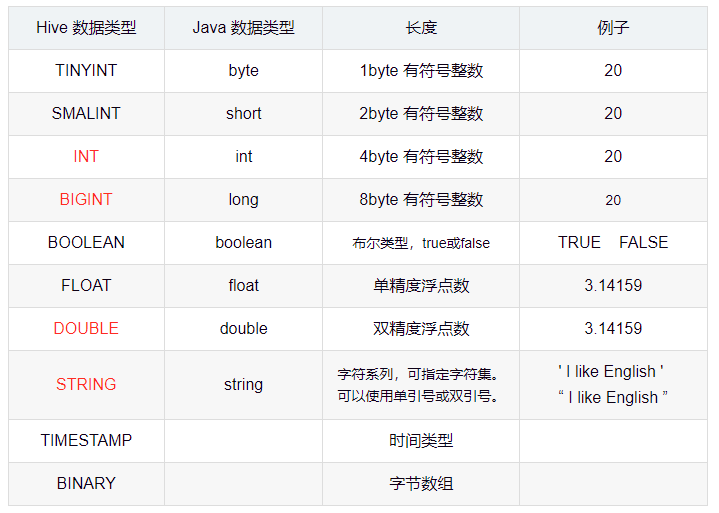 Hive 数据类型 Java 数据类型 长度 例子
TINYINT byte 1byte 有符号整数 20
SMALINT short 2byte 有符号整数 20
INT int 4byte 有符号整数 20
BIGINT long 8byte 有符号整数 20
BOOLEAN boolean 布尔类型，true或false TRUE FALSE
FLOAT float 单精度浮点数 3.14159
DOUBLE double 双精度浮点数 3.14159
STRING string 字符系列，可指定字符集。
可以使用单引号或双引号。 ' I like English '
“ I like English ”
TIMESTAMP 时间类型
BINARY 字节数组